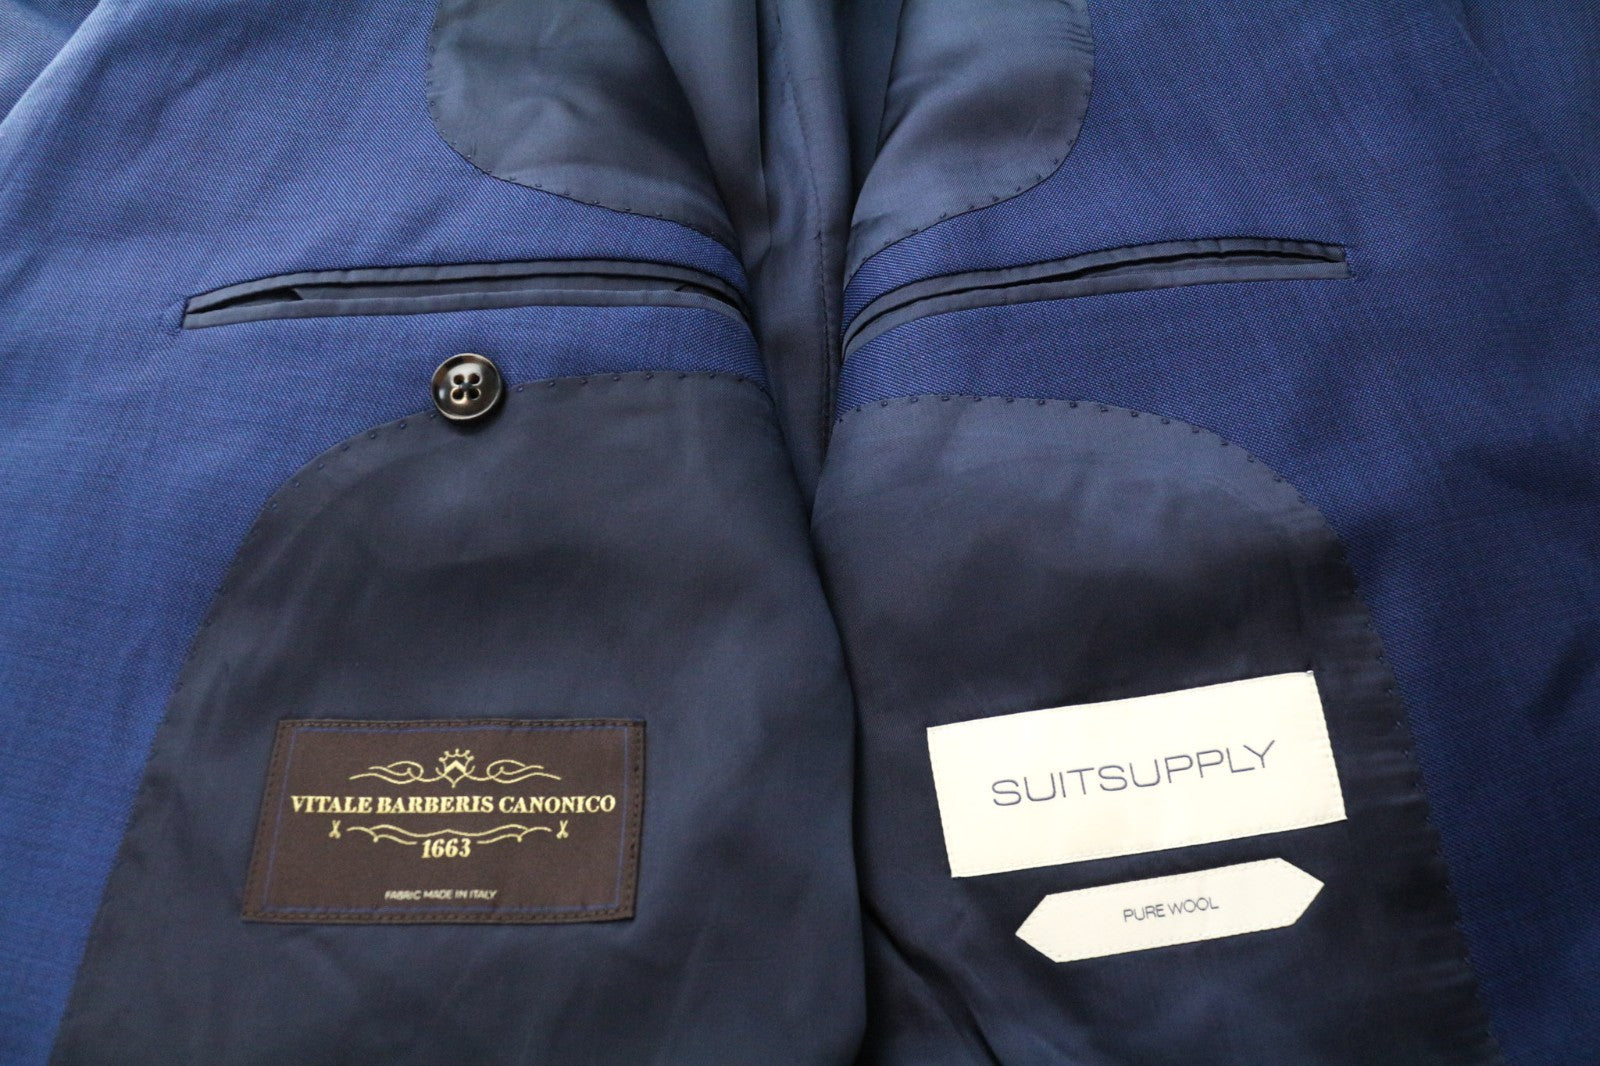 VITALE BARBERIS CANONICO
1663
FABRIC MADE IN ITALY
SUITSUPPLY
PURE WOOL